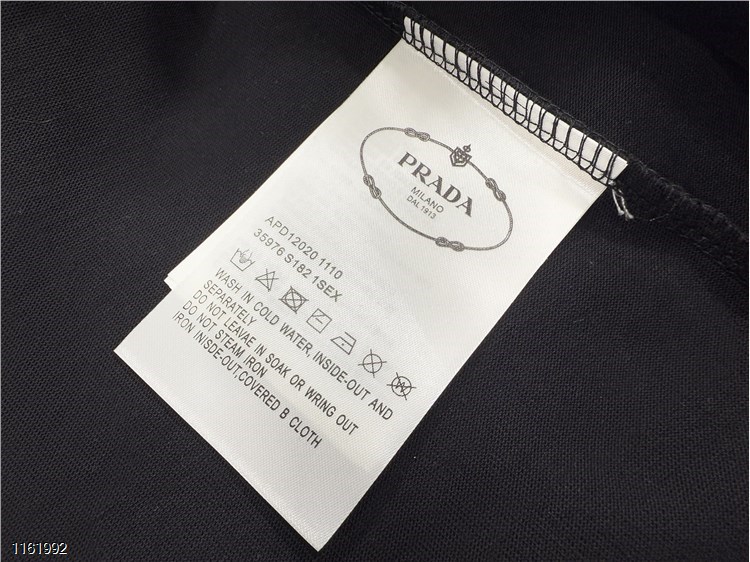 PRADA
MILANO
DAL 1913
APD12020 1110
35976 S182 1SEX
WASH IN COLD WATER, INSIDE-OUT AND
SEPARATELY
DO NOT LEAVAE IN SOAK OR WRING OUT
DO NOT STEAM IRON
IRON INISDE-OUT,COVERED B CLOTH
1161992